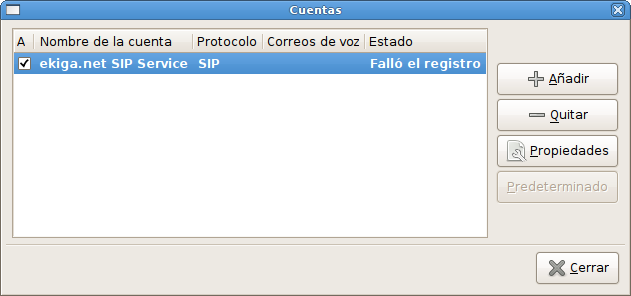 Cuentas
A Nombre de la cuenta Protocolo Correos de voz Estado
ekiga.net SIP Service SIP Falló el registro
Añadir
Quitar
Propiedades
Predeterminado
Cerrar